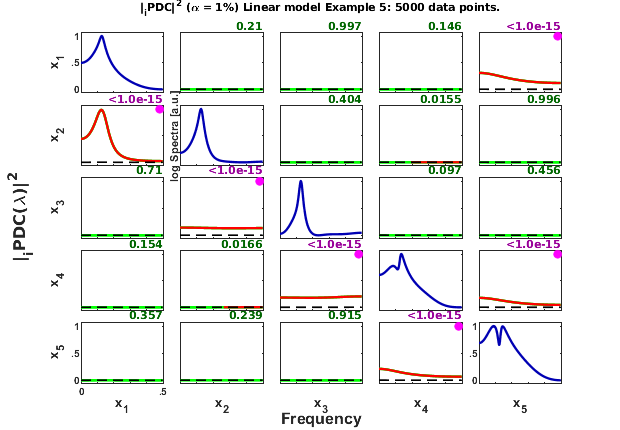 |ᵢPDC|² (α = 1%) Linear model Example 5: 5000 data points.
0.21 0.997 0.146 <1.0e-15
x₁ 1 .5 0
<1.0e-15 0.404 0.0155 0.996
x₂ log Spectra [a.u.]
0.71 <1.0e-15 0.097 0.456
x₃
|ᵢPDC(λ)|²
0.154 0.0166 <1.0e-15 <1.0e-15
x₄
0.357 0.239 0.915 <1.0e-15
x₅ 1 .5 0
0 .5
x₁ x₂ x₃ x₄ x₅
Frequency